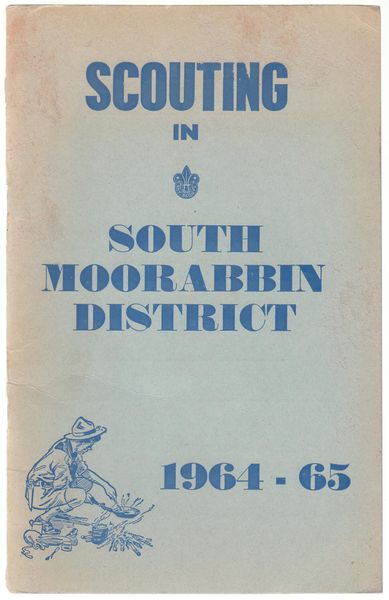 SCOUTING
IN
SOUTH
MOORABBIN
DISTRICT
1964 - 65